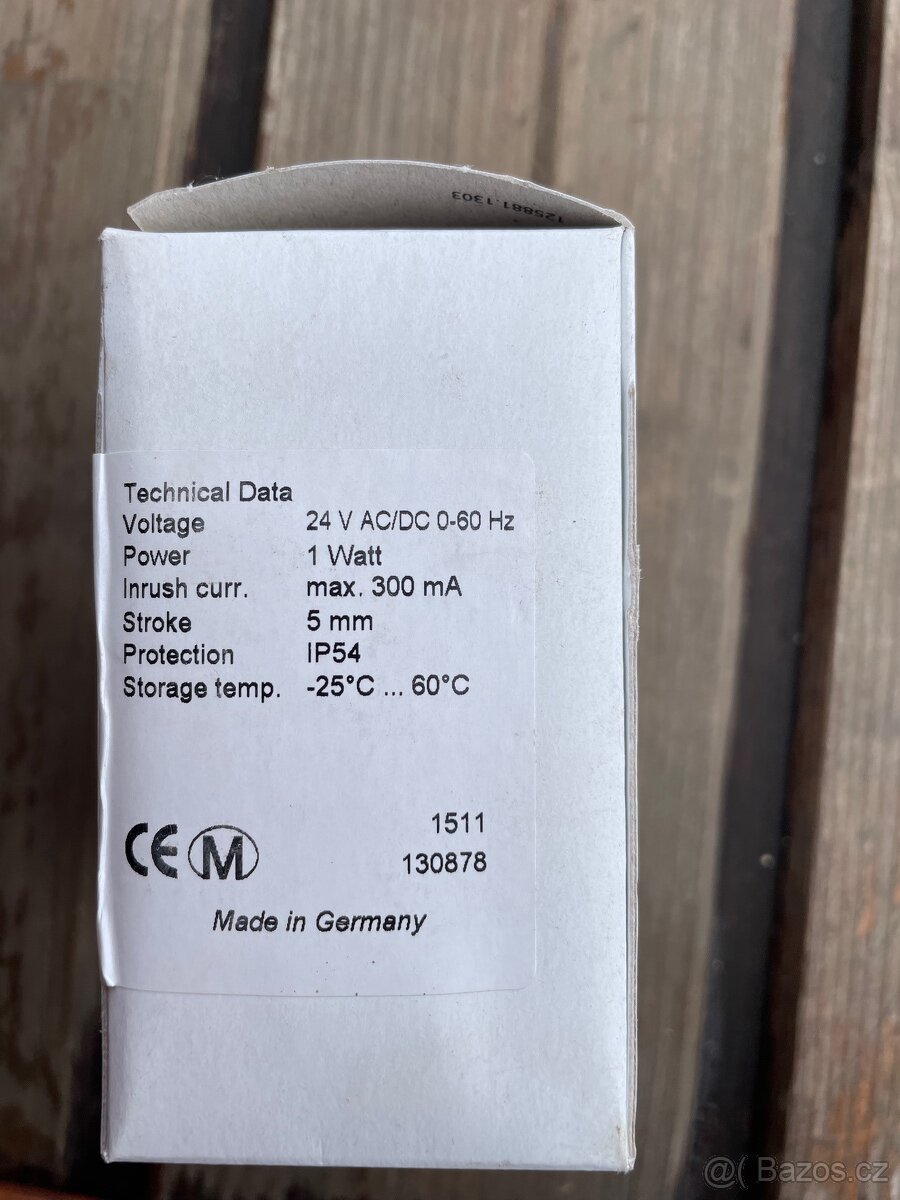 125881.1303
Technical Data
Voltage 24 V AC/DC 0-60 Hz
Power 1 Watt
Inrush curr. max. 300 mA
Stroke 5 mm
Protection IP54
Storage temp. -25°C ... 60°C
1511
CE M 130878
Made in Germany
@( Bazos.cz